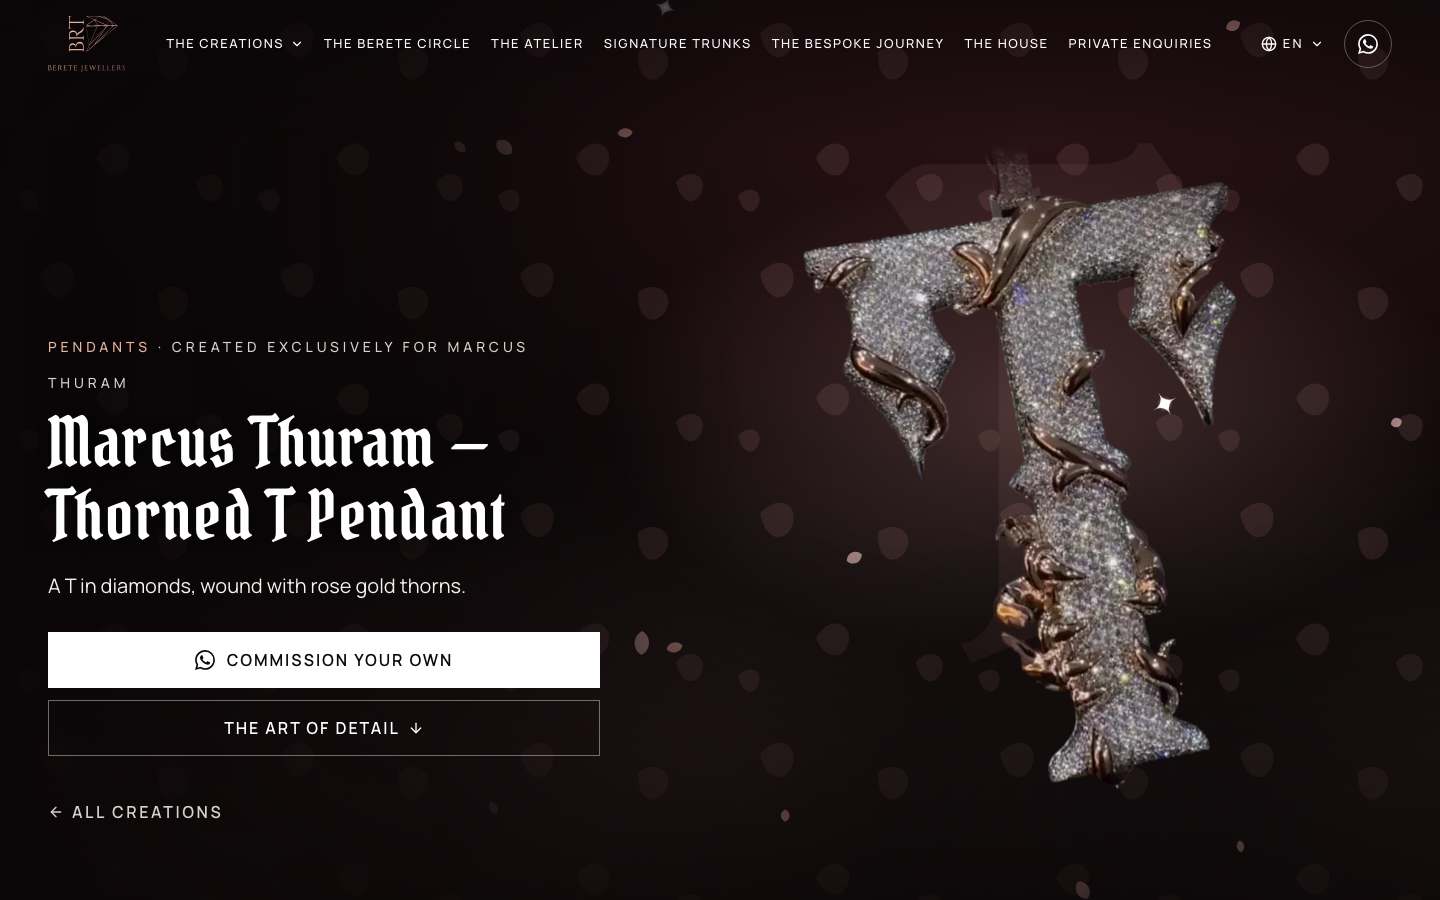 BRT
BERETE JEWELLERS
THE CREATIONS
THE BERETE CIRCLE
THE ATELIER
SIGNATURE TRUNKS
THE BESPOKE JOURNEY
THE HOUSE
PRIVATE ENQUIRIES
EN
PENDANTS · CREATED EXCLUSIVELY FOR MARCUS
THURAM
Marcus Thuram –
Thorned T Pendant
A T in diamonds, wound with rose gold thorns.
COMMISSION YOUR OWN
THE ART OF DETAIL ↓
← ALL CREATIONS